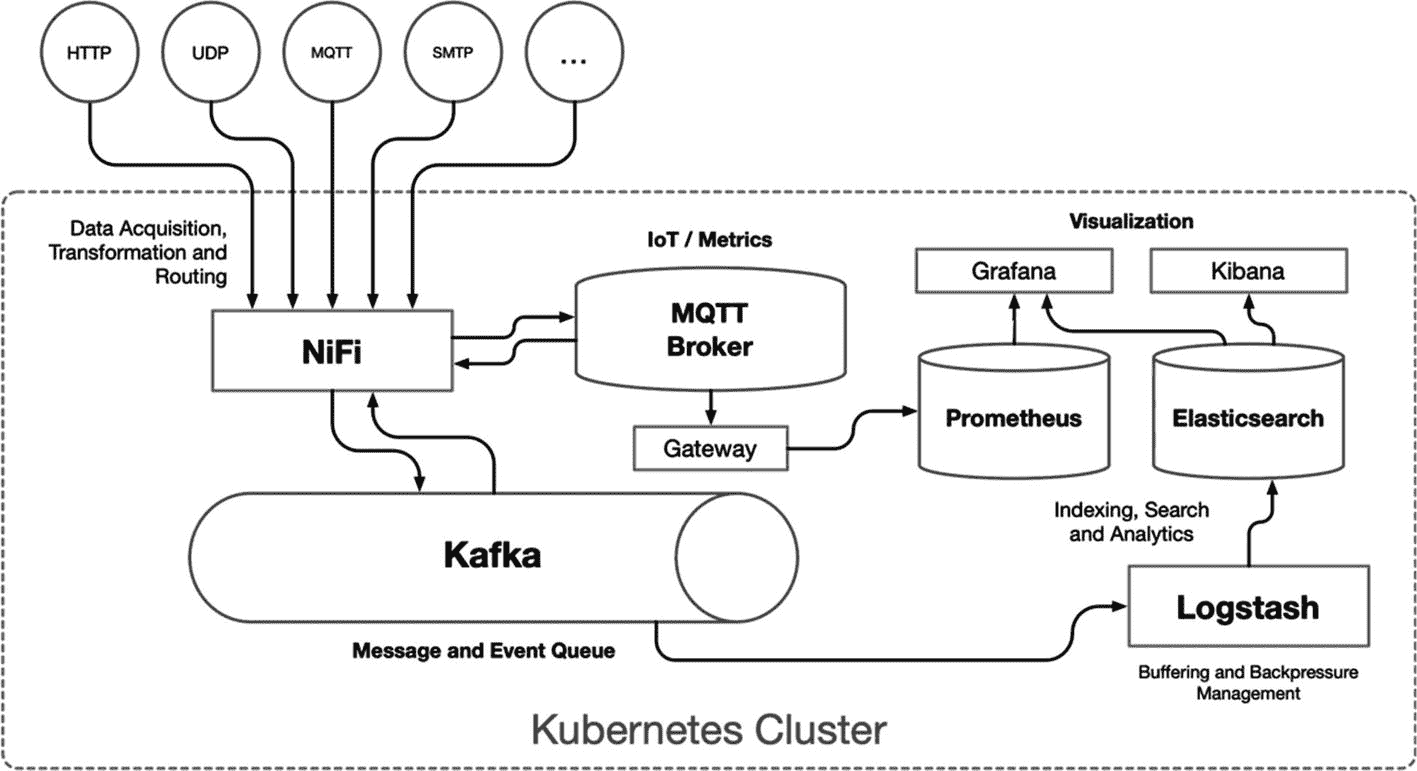 HTTP
UDP
MQTT
SMTP
...
Data Acquisition,
Transformation and
Routing
IoT / Metrics
Visualization
Grafana
Kibana
MQTT
Broker
NiFi
Prometheus
Elasticsearch
Gateway
Indexing, Search
and Analytics
Kafka
Logstash
Message and Event Queue
Buffering and Backpressure
Management
Kubernetes Cluster